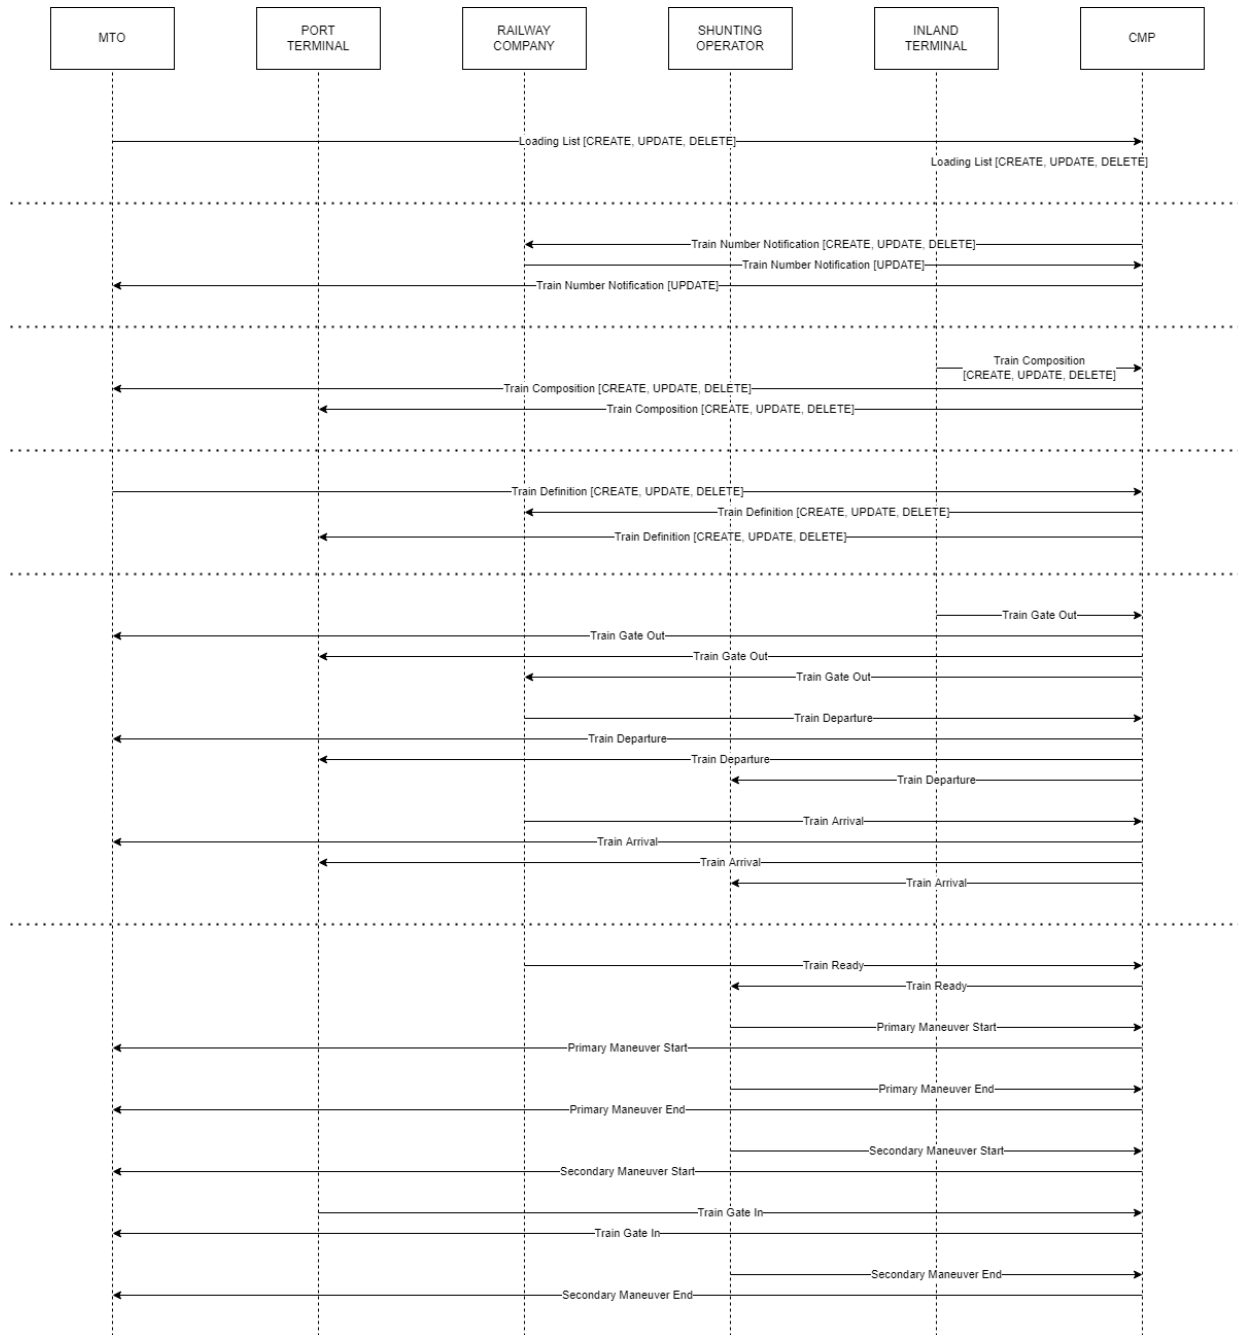 MTO
PORT
TERMINAL
RAILWAY
COMPANY
SHUNTING
OPERATOR
INLAND
TERMINAL
CMP
Loading List [CREATE, UPDATE, DELETE]
Loading List [CREATE, UPDATE, DELETE]
Train Number Notification [CREATE, UPDATE, DELETE]
Train Number Notification [UPDATE]
Train Number Notification [UPDATE]
Train Composition
[CREATE, UPDATE, DELETE]
Train Composition [CREATE, UPDATE, DELETE]
Train Composition [CREATE, UPDATE, DELETE]
Train Definition [CREATE, UPDATE, DELETE]
Train Definition [CREATE, UPDATE, DELETE]
Train Definition [CREATE, UPDATE, DELETE]
Train Gate Out
Train Gate Out
Train Gate Out
Train Gate Out
Train Departure
Train Departure
Train Departure
Train Departure
Train Arrival
Train Arrival
Train Arrival
Train Arrival
Train Ready
Train Ready
Primary Maneuver Start
Primary Maneuver Start
Primary Maneuver End
Primary Maneuver End
Secondary Maneuver Start
Secondary Maneuver Start
Train Gate In
Train Gate In
Secondary Maneuver End
Secondary Maneuver End